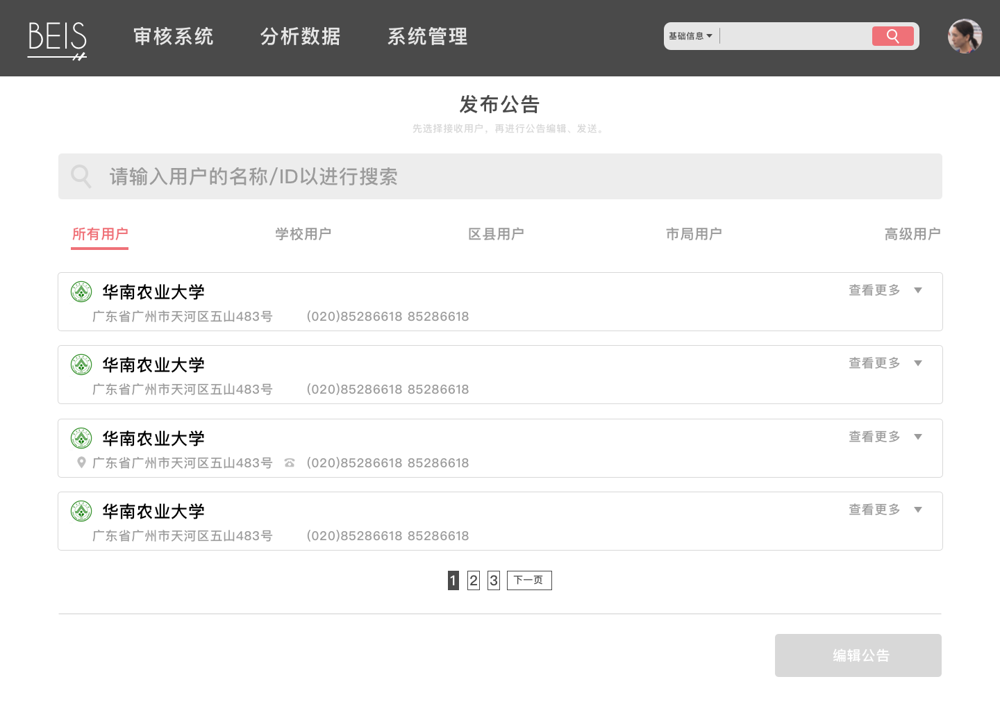 BEIS 审核系统 分析数据 系统管理 基础信息
发布公告
先选择接收用户，再进行公告编辑、发送。
请输入用户的名称/ID以进行搜索
所有用户 学校用户 区县用户 市局用户 高级用户
华南农业大学 查看更多
广东省广州市天河区五山483号 (020)85286618 85286618
华南农业大学 查看更多
广东省广州市天河区五山483号 (020)85286618 85286618
华南农业大学 查看更多
广东省广州市天河区五山483号 (020)85286618 85286618
华南农业大学 查看更多
广东省广州市天河区五山483号 (020)85286618 85286618
1 2 3 下一页
编辑公告